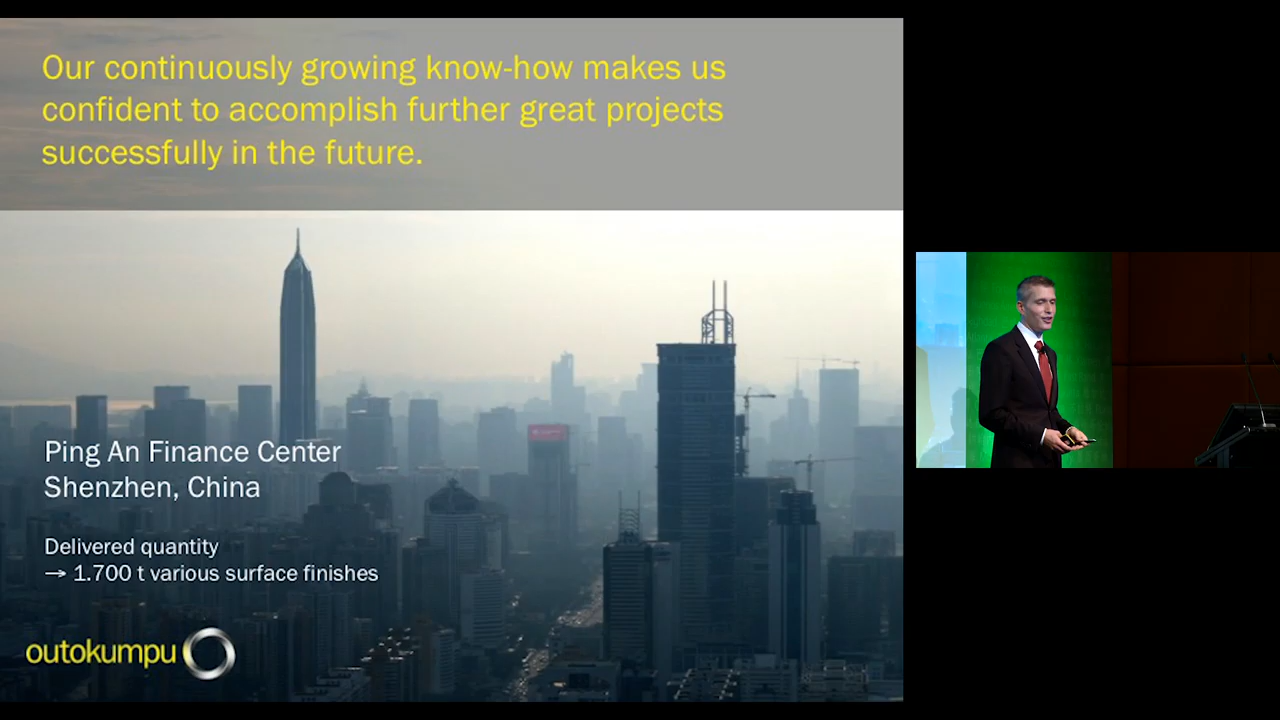 Our continuously growing know-how makes us
confident to accomplish further great projects
successfully in the future.
Ping An Finance Center
Shenzhen, China
Delivered quantity
→ 1.700 t various surface finishes
outokumpu